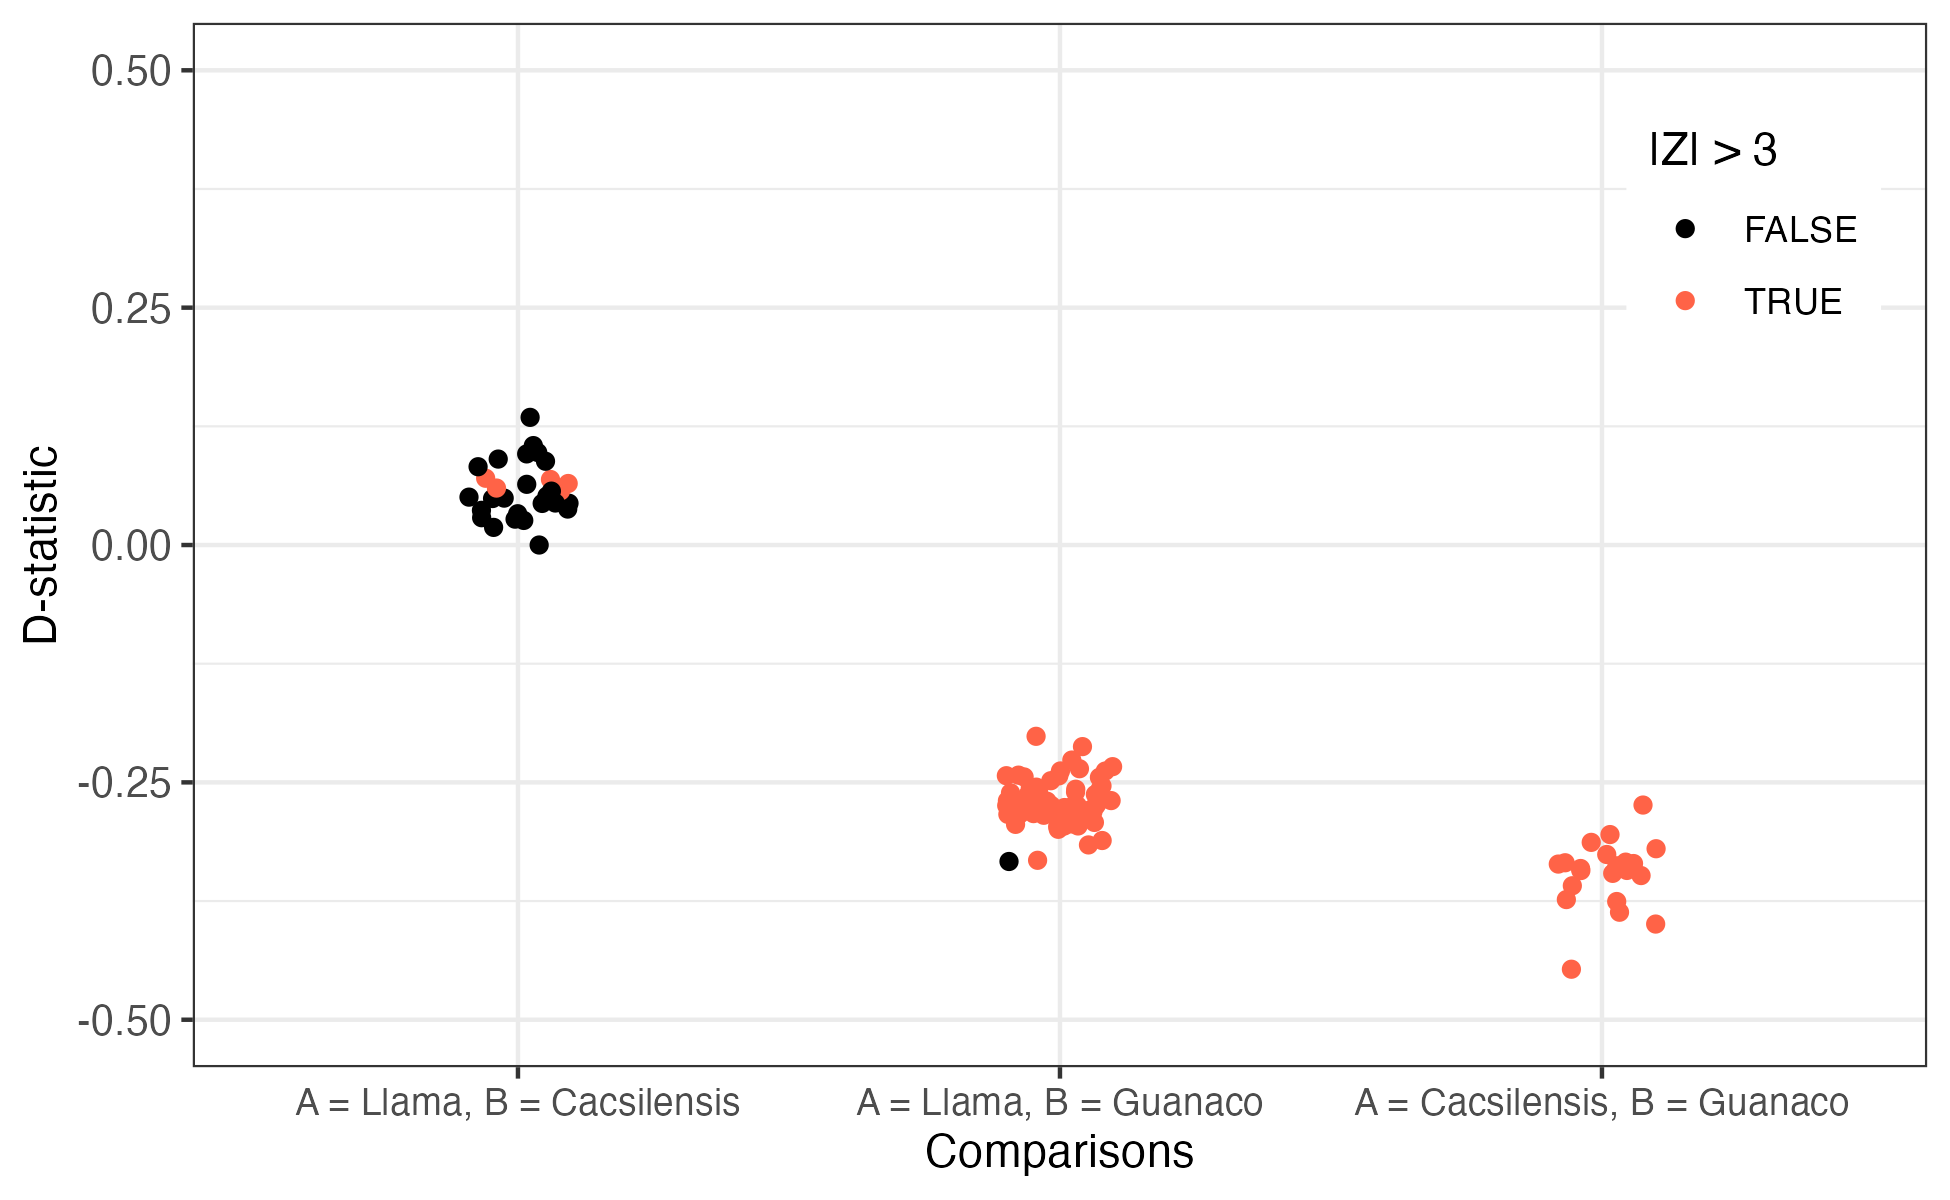 0.50
|Z| > 3
FALSE
0.25
TRUE
D-statistic
0.00
-0.25
-0.50
A = Llama, B = Cacsilensis
A = Llama, B = Guanaco
A = Cacsilensis, B = Guanaco
Comparisons